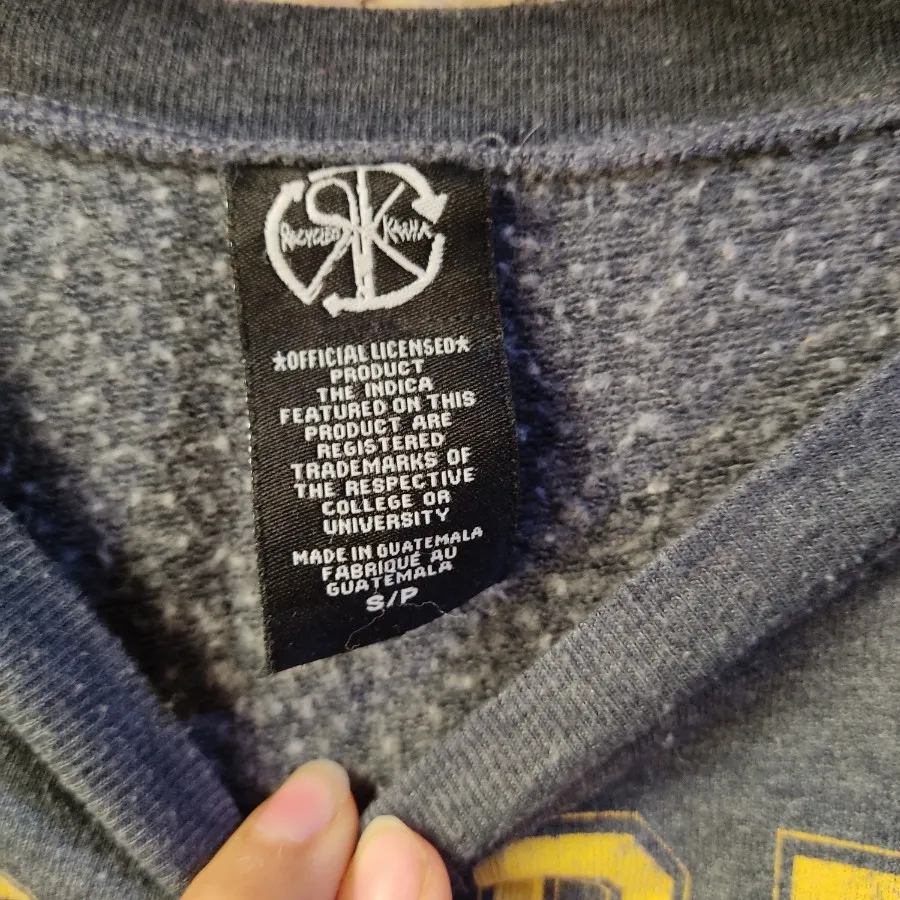 RECYCLED KARMA
*OFFICIAL LICENSED*
PRODUCT
THE INDICA
FEATURED ON THIS
PRODUCT ARE
REGISTERED
TRADEMARKS OF
THE RESPECTIVE
COLLEGE OR
UNIVERSITY
MADE IN GUATEMALA
FABRIQUÉ AU
GUATEMALA
S/P